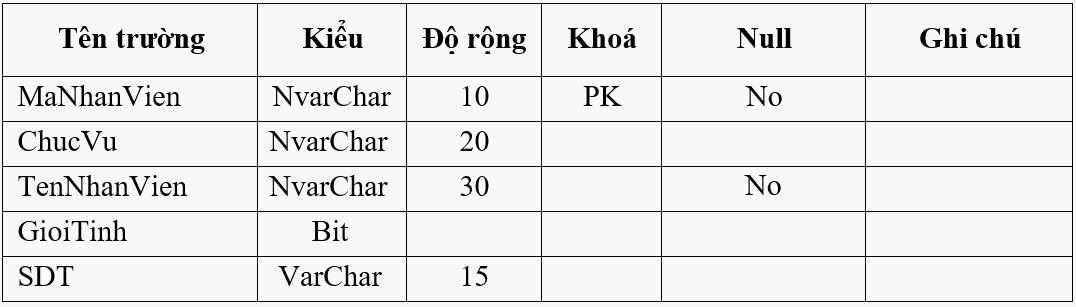 Tên trường Kiểu Độ rộng Khoá Null Ghi chú
MaNhanVien NvarChar 10 PK No
ChucVu NvarChar 20
TenNhanVien NvarChar 30 No
GioiTinh Bit
SDT VarChar 15